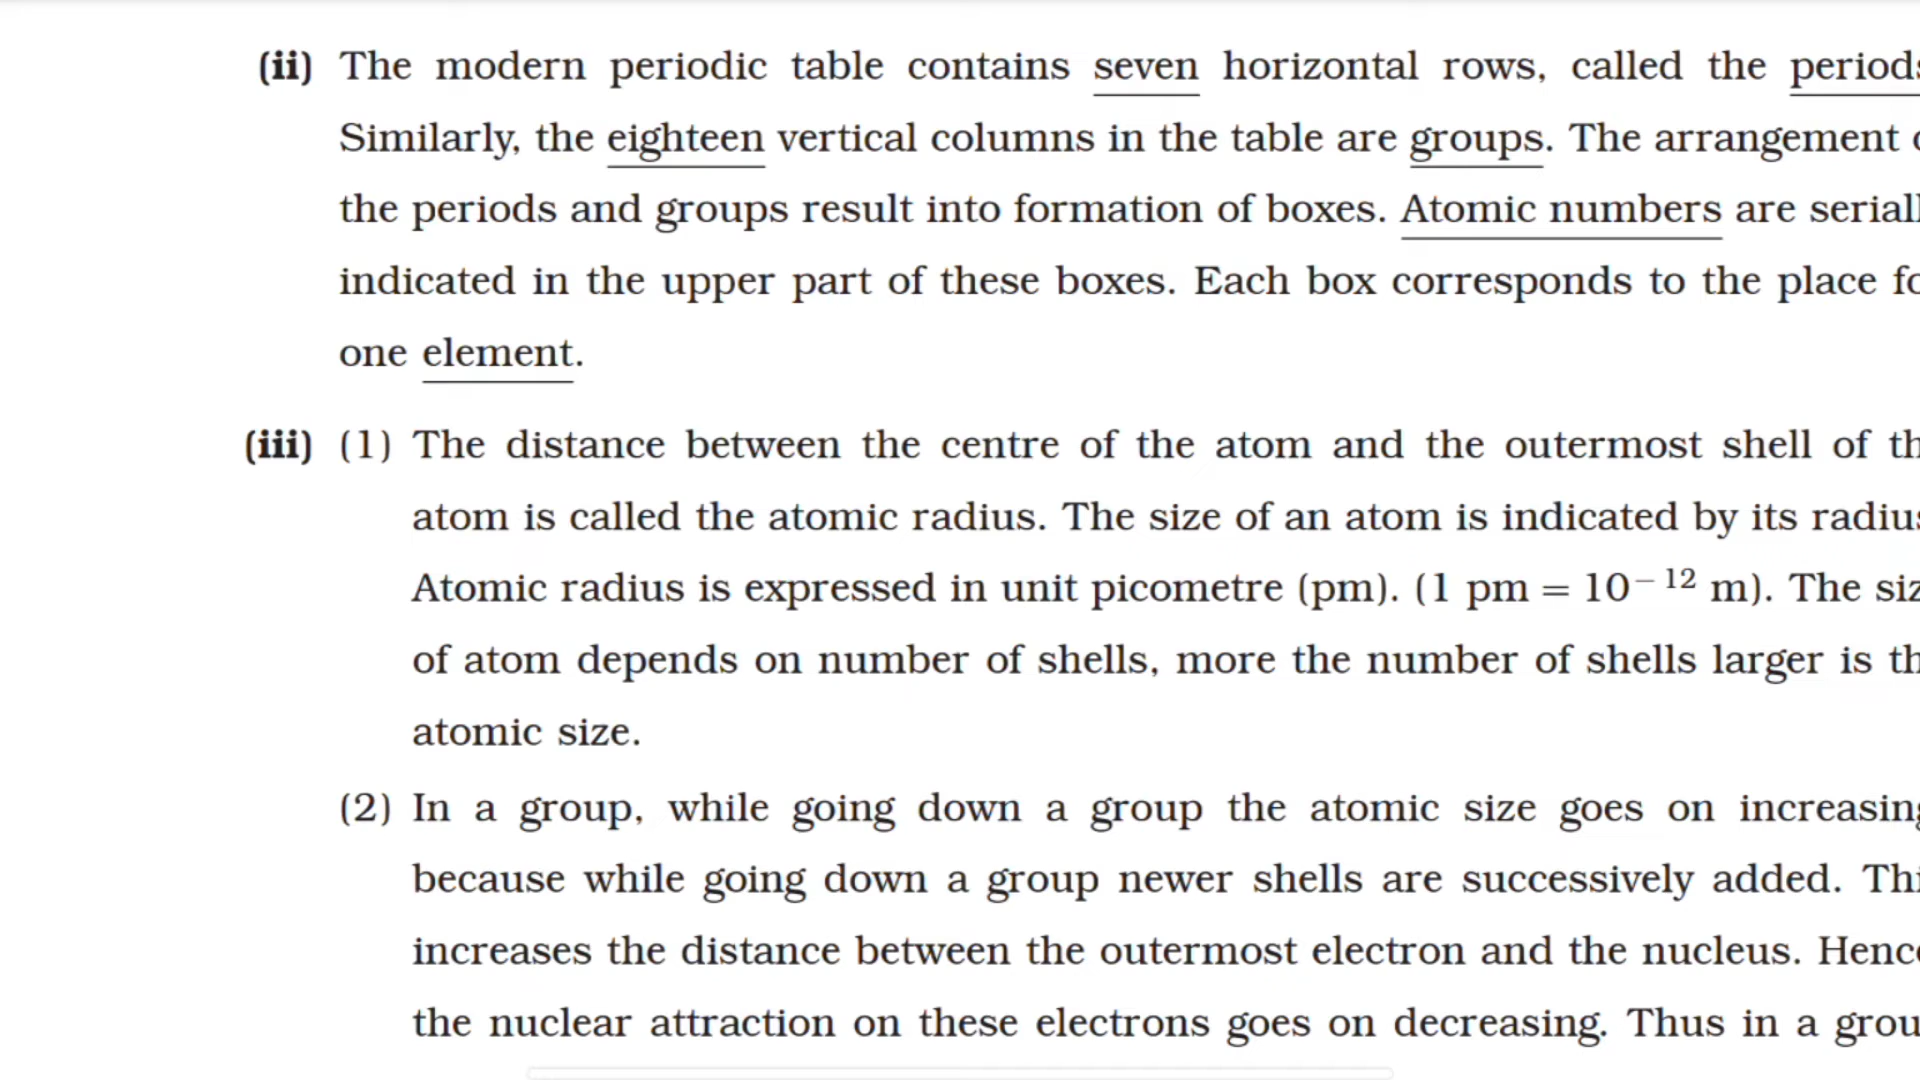 (ii) The modern periodic table contains seven horizontal rows, called the periods
Similarly, the eighteen vertical columns in the table are groups. The arrangement
the periods and groups result into formation of boxes. Atomic numbers are seriall
indicated in the upper part of these boxes. Each box corresponds to the place fo
one element.
(iii) (1) The distance between the centre of the atom and the outermost shell of th
atom is called the atomic radius. The size of an atom is indicated by its radius
Atomic radius is expressed in unit picometre (pm). (1 pm = 10⁻¹² m). The siz
of atom depends on number of shells, more the number of shells larger is th
atomic size.
(2) In a group, while going down a group the atomic size goes on increasing
because while going down a group newer shells are successively added. Thi
increases the distance between the outermost electron and the nucleus. Hence
the nuclear attraction on these electrons goes on decreasing. Thus in a grou